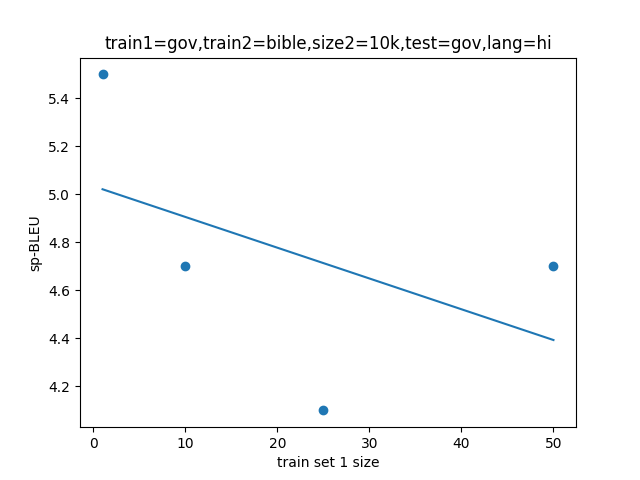 train1=gov,train2=bible,size2=10k,test=gov,lang=hi
sp-BLEU
5.4
5.2
5.0
4.8
4.6
4.4
4.2
0 10 20 30 40 50
train set 1 size